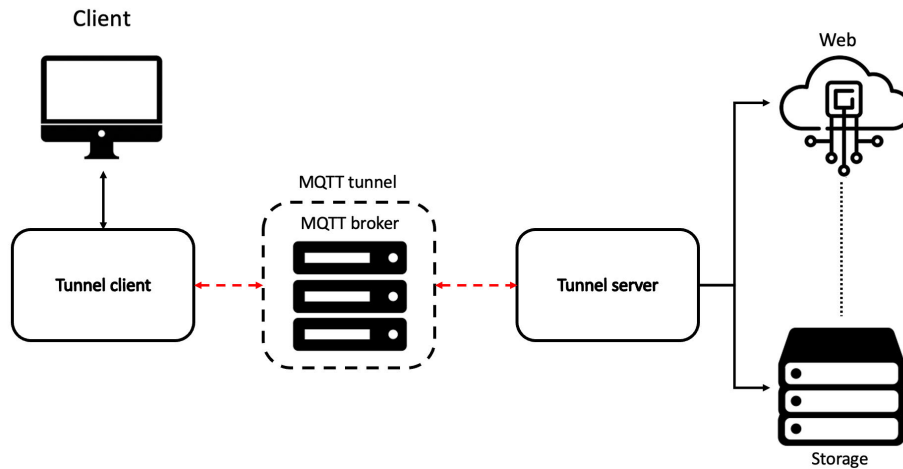 Client
Web
MQTT tunnel
MQTT broker
Tunnel client
Tunnel server
Storage